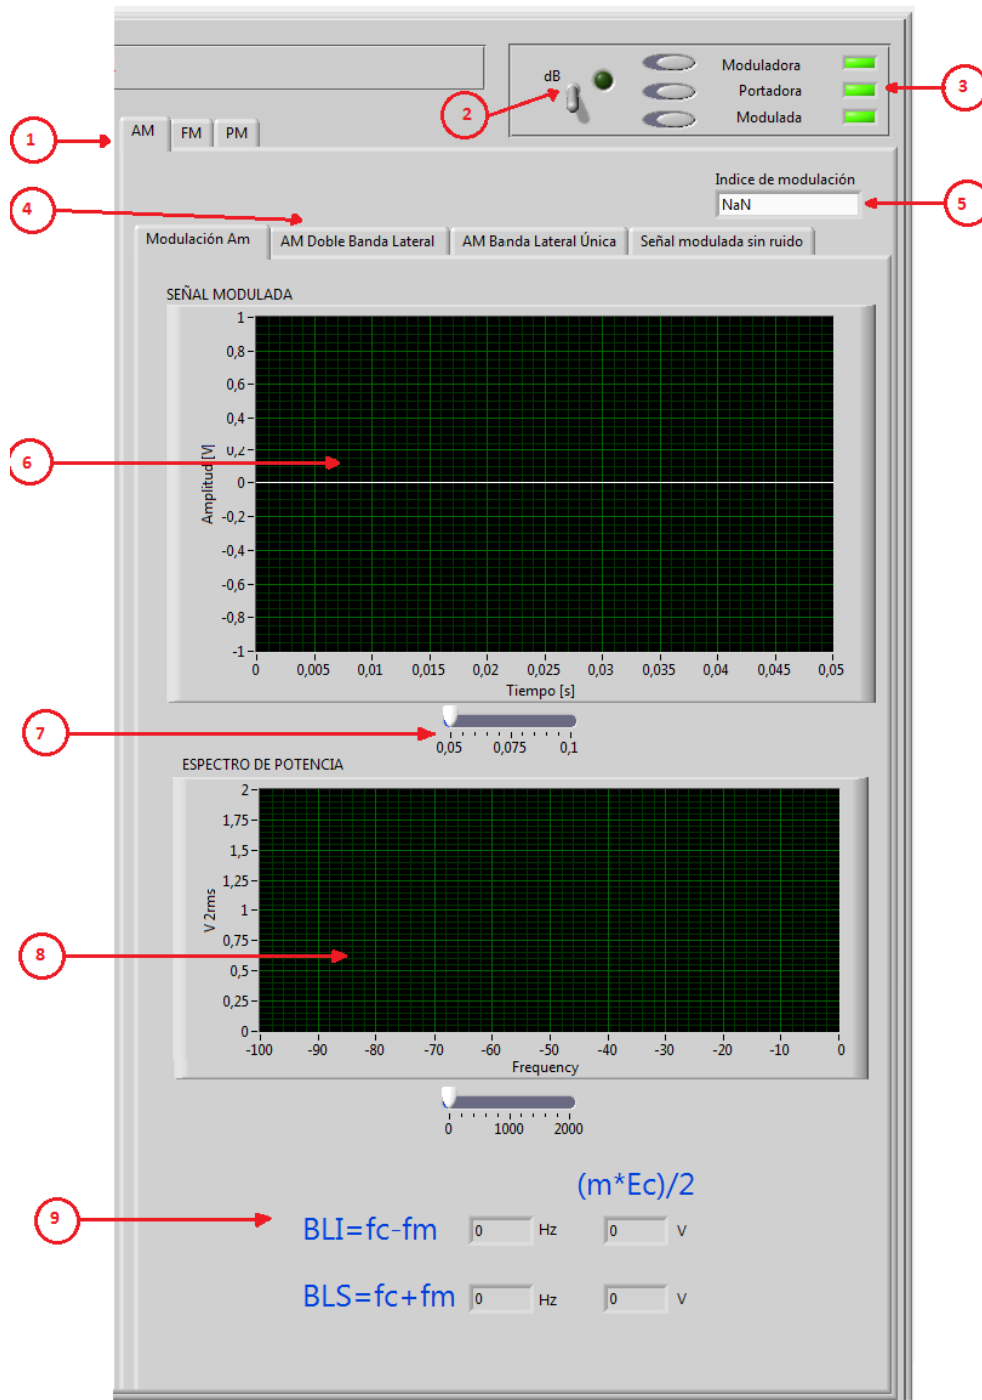 Moduladora
dB
Portadora
3
2
Modulada
1
AM FM PM
Indice de modulación
4
NaN
5
Modulación Am AM Doble Banda Lateral AM Banda Lateral Única Señal modulada sin ruido
SEÑAL MODULADA
1
0,8
0,6
0,4
0,2
0
-0,2
-0,4
-0,6
-0,8
-1
Amplitud [V]
6
0 0,005 0,01 0,015 0,02 0,025 0,03 0,035 0,04 0,045 0,05
Tiempo [s]
7
0,05 0,075 0,1
ESPECTRO DE POTENCIA
2
1,75
1,5
1,25
1
0,75
0,5
0,25
0
V 2rms
8
-100 -90 -80 -70 -60 -50 -40 -30 -20 -10 0
Frequency
0 1000 2000
(m*Ec)/2
9
BLI=fc-fm 0 Hz 0 V
BLS=fc+fm 0 Hz 0 V